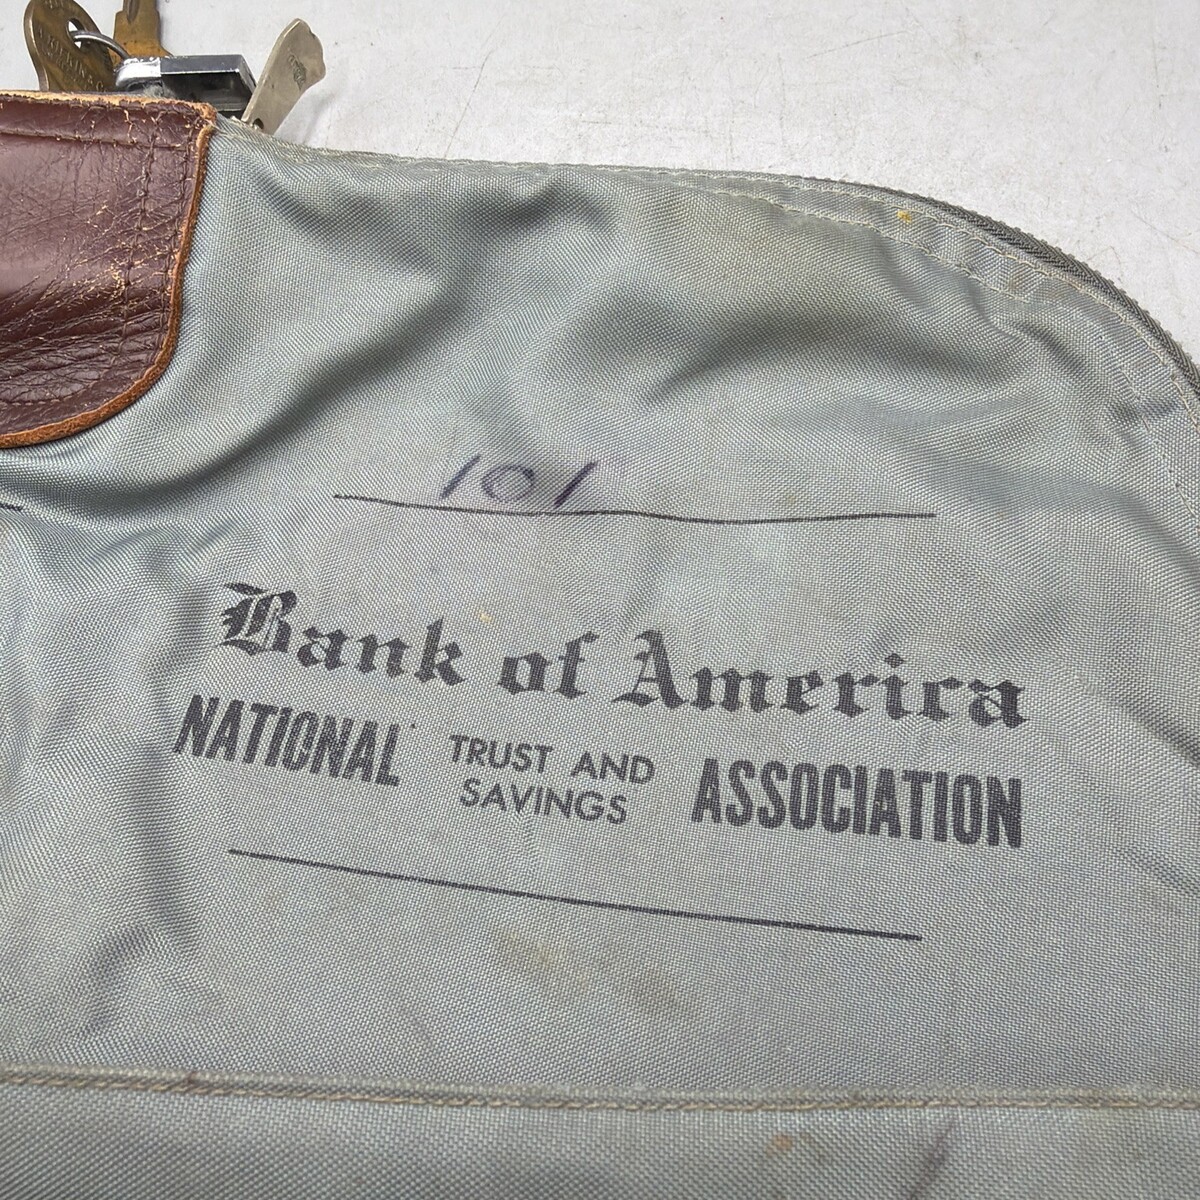 101
Bank of America
NATIONAL TRUST AND SAVINGS ASSOCIATION